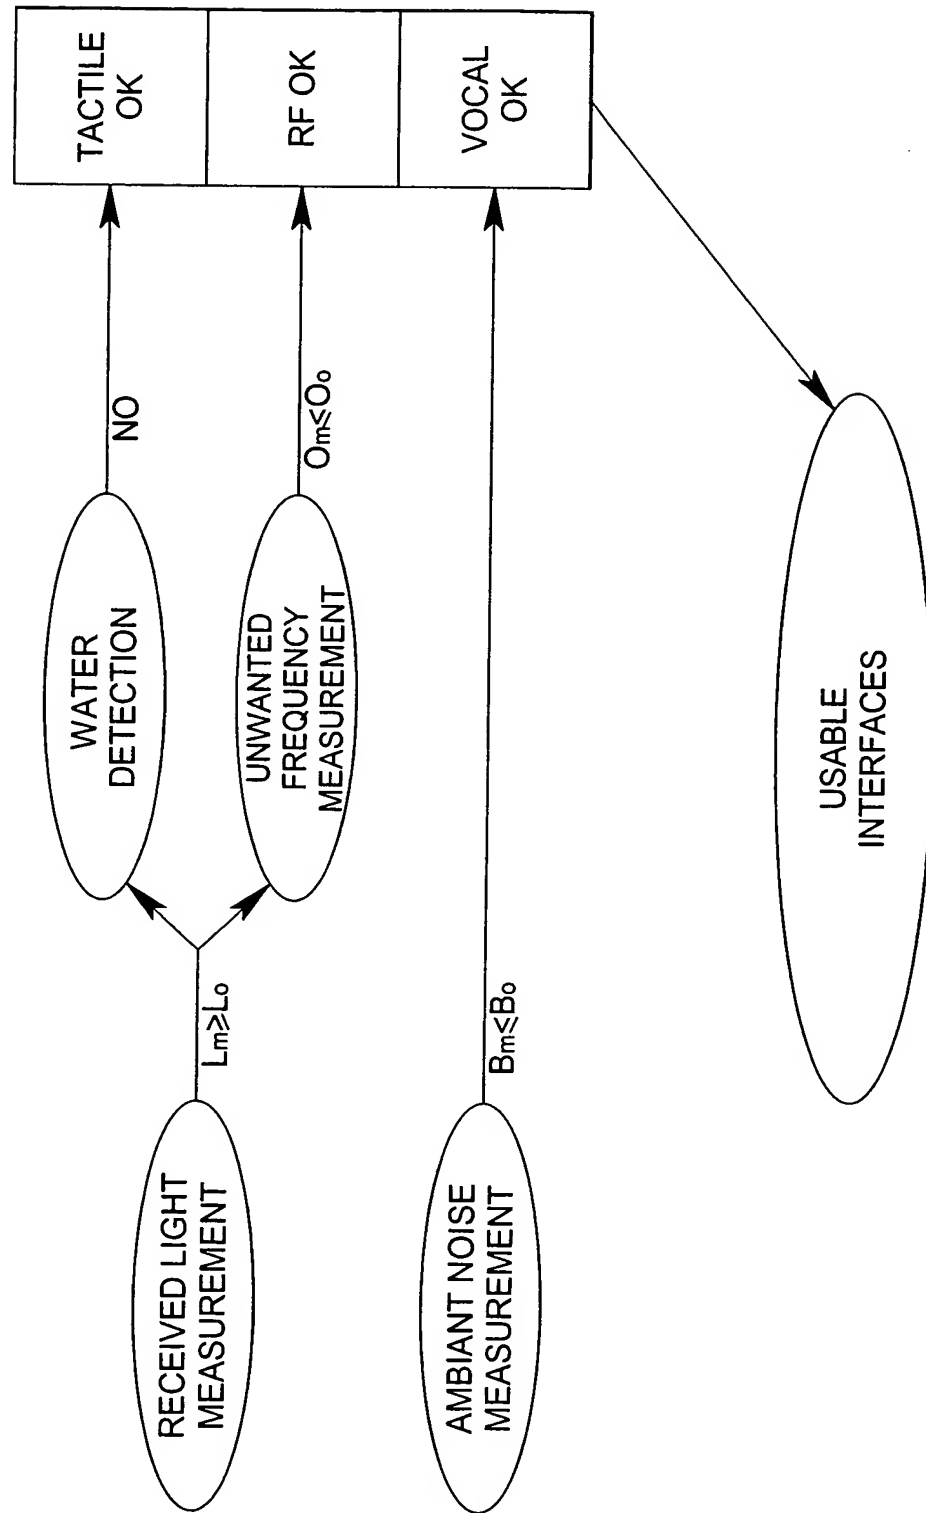 RECEIVED LIGHT
MEASUREMENT
Lm≥Lo
WATER
DETECTION
NO
TACTILE
OK
UNWANTED
FREQUENCY
MEASUREMENT
Om≤Oo
RF OK
AMBIANT NOISE
MEASUREMENT
Bm≤Bo
VOCAL
OK
USABLE
INTERFACES